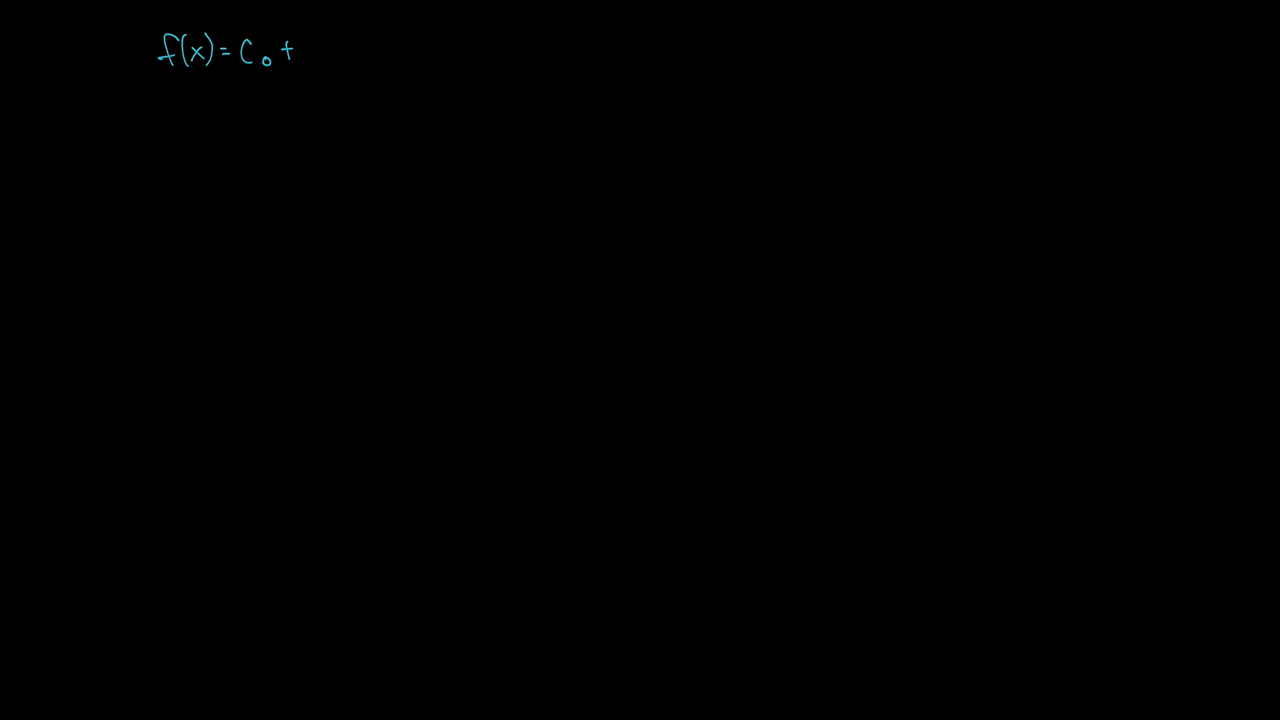 f(x) = C₀ +